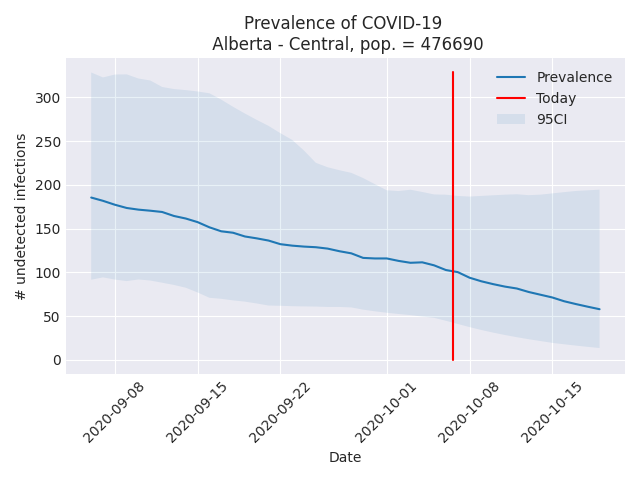 Prevalence of COVID-19
Alberta - Central, pop. = 476690
Prevalence
Today
95CI
# undetected infections
300
250
200
150
100
50
0
2020-09-08
2020-09-15
2020-09-22
2020-10-01
2020-10-08
2020-10-15
Date